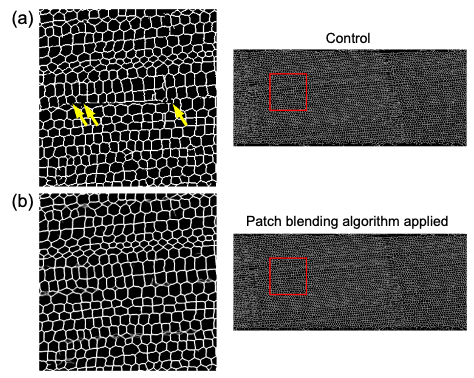 (a)
Control
(b)
Patch blending algorithm applied